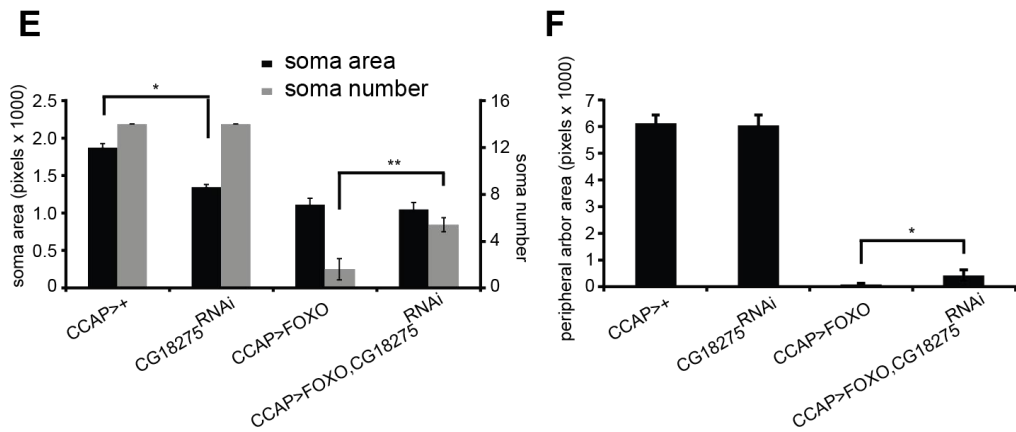 E
soma area
soma number
soma area (pixels x 1000)
2.5
2.0
1.5
1.0
0.5
0
*
**
16
12
8
4
0
soma number
CCAP>+
CG18275RNAi
CCAP>FOXO
CCAP>FOXO,CG18275RNAi
F
peripheral arbor area (pixels x 1000)
7
6
5
4
3
2
1
0
*
CCAP>+
CG18275RNAi
CCAP>FOXO
CCAP>FOXO,CG18275RNAi